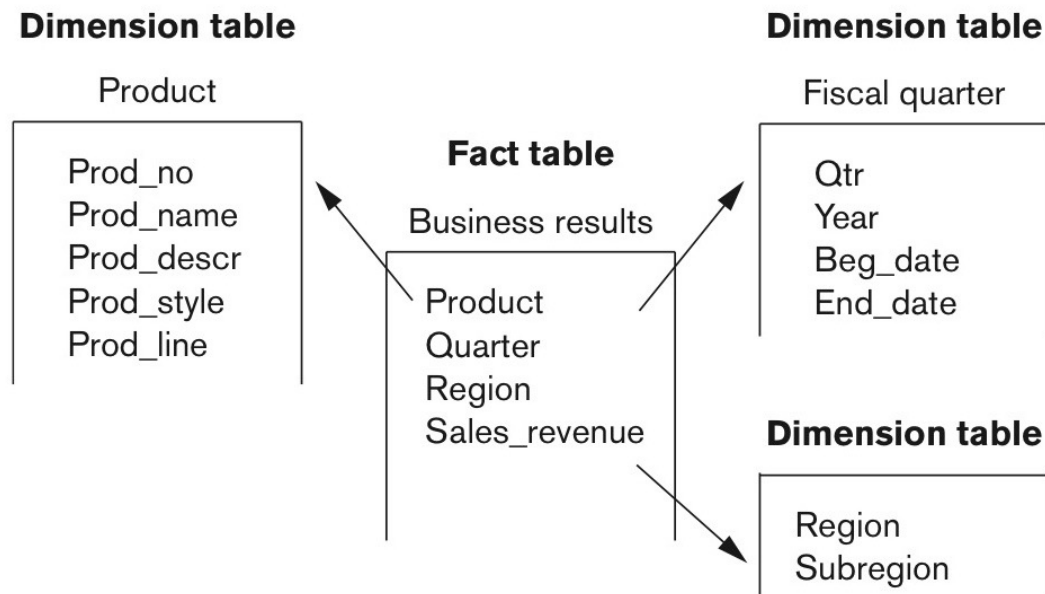 Dimension table
Product
Prod_no
Prod_name
Prod_descr
Prod_style
Prod_line
Fact table
Business results
Product
Quarter
Region
Sales_revenue
Dimension table
Fiscal quarter
Qtr
Year
Beg_date
End_date
Dimension table
Region
Subregion